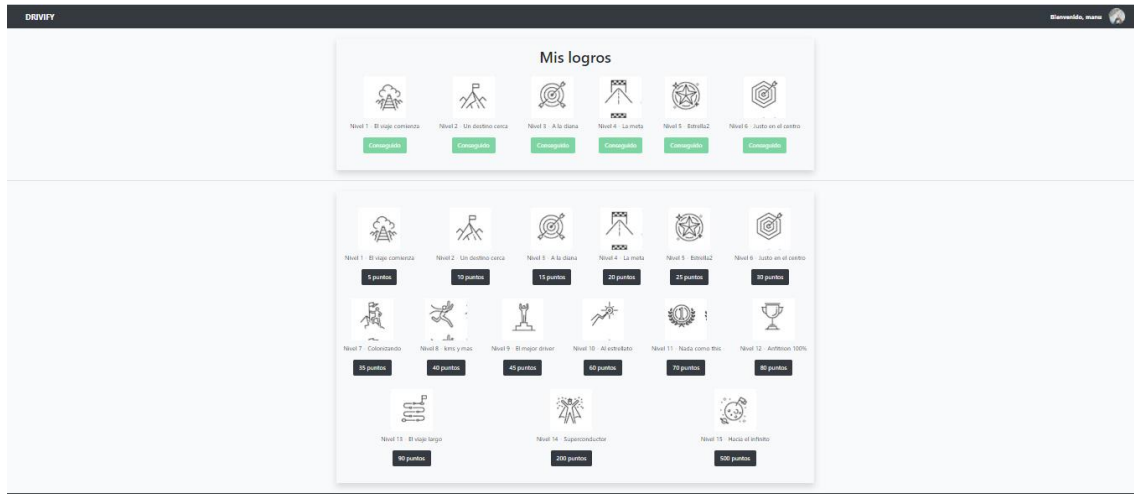 DRIVIFY Bienvenido, manu
Mis logros
Nivel 1 - El viaje comienza Nivel 2 - Un destino cerca Nivel 3 - A la diana Nivel 4 - La meta Nivel 5 - Estrella2 Nivel 6 - Justo en el centro
Conseguido Conseguido Conseguido Conseguido Conseguido Conseguido
Nivel 1 - El viaje comienza Nivel 2 - Un destino cerca Nivel 3 - A la diana Nivel 4 - La meta Nivel 5 - Estrella2 Nivel 6 - Justo en el centro
5 puntos 10 puntos 15 puntos 20 puntos 25 puntos 30 puntos
Nivel 7 - Colonizando Nivel 8 - kms y mas Nivel 9 - El mejor driver Nivel 10 - Al estrellato Nivel 11 - Nada como this Nivel 12 - Anfitrion 100%
35 puntos 40 puntos 45 puntos 60 puntos 70 puntos 80 puntos
Nivel 13 - El viaje largo Nivel 14 - Superconductor Nivel 15 - Hacia el infinito
90 puntos 200 puntos 500 puntos